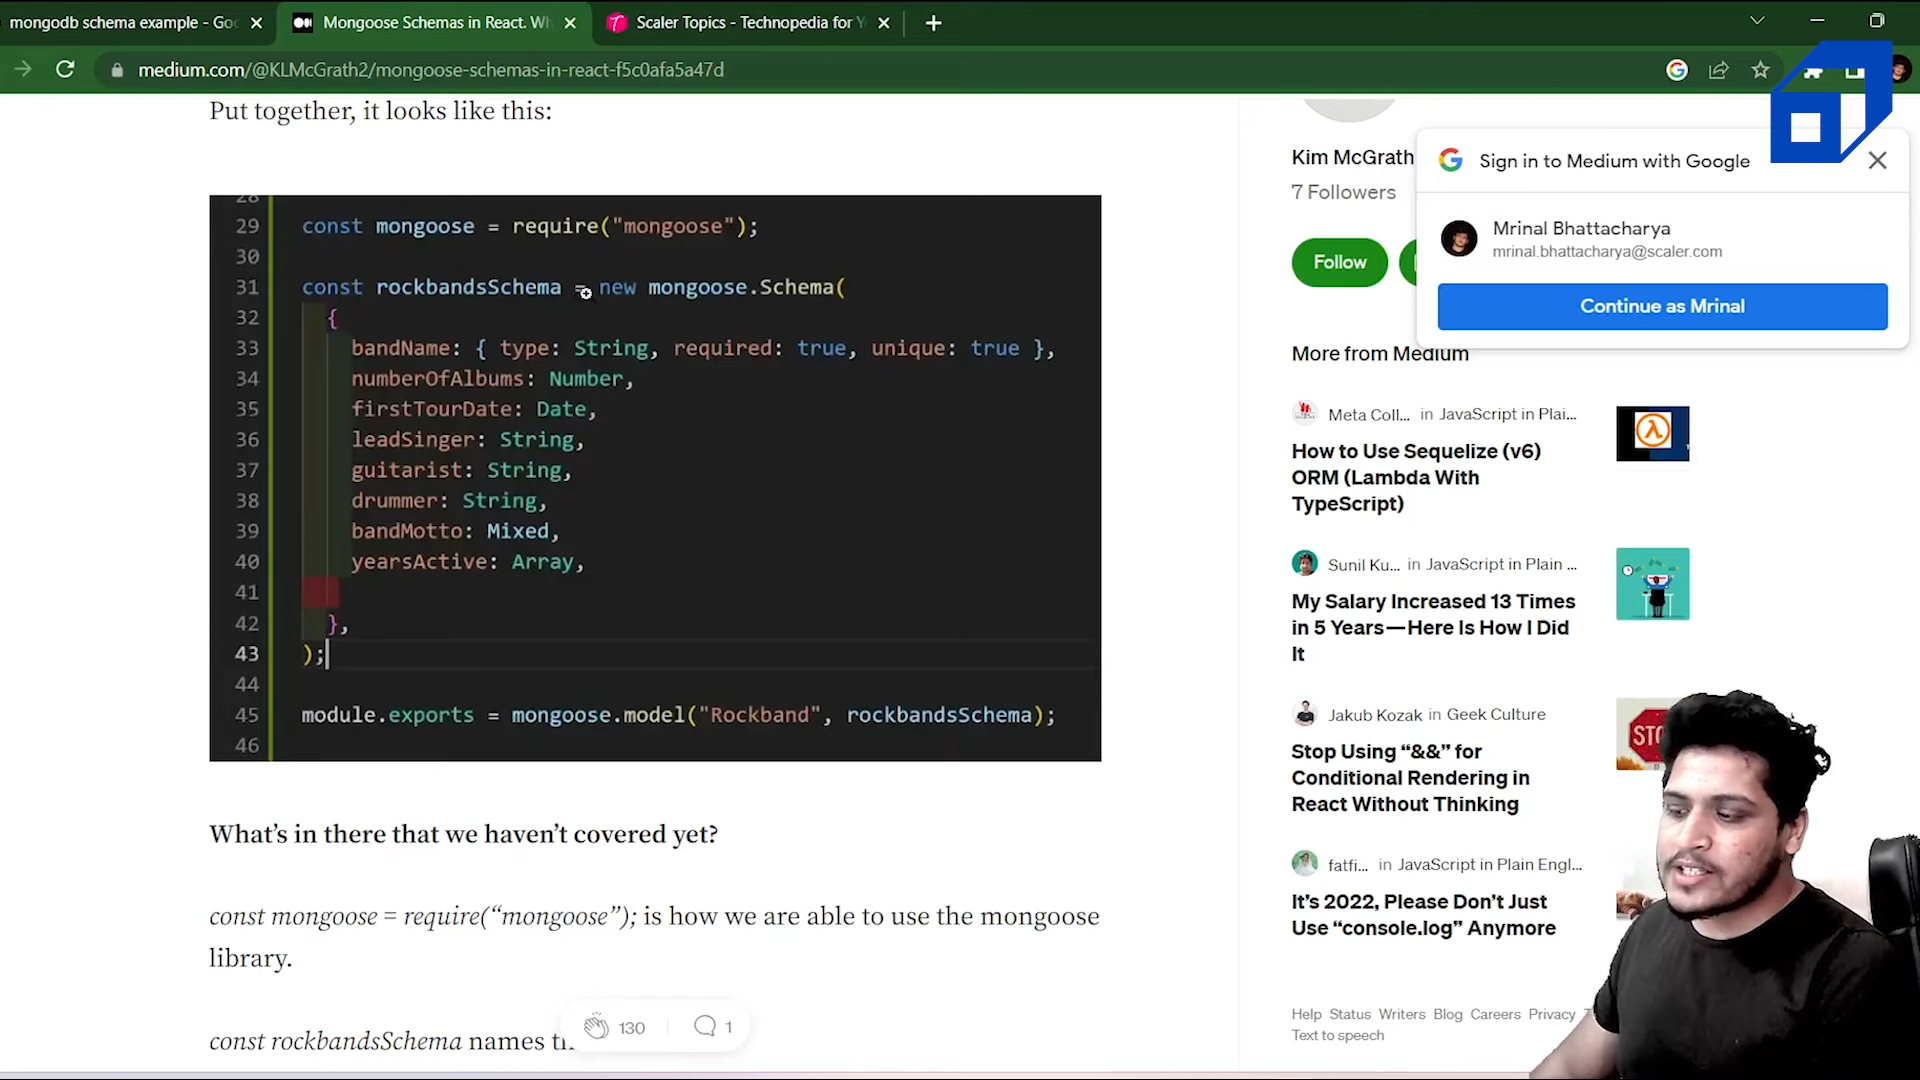 mongodb schema example - Goo
Mongoose Schemas in React. Wh
Scaler Topics - Technopedia for Y
medium.com/@KLMcGrath2/mongoose-schemas-in-react-f5c0afa5a47d
Put together, it looks like this:
28
29 const mongoose = require("mongoose");
30
31 const rockbandsSchema = new mongoose.Schema(
32 {
33 bandName: { type: String, required: true, unique: true },
34 numberOfAlbums: Number,
35 firstTourDate: Date,
36 leadSinger: String,
37 guitarist: String,
38 drummer: String,
39 bandMotto: Mixed,
40 yearsActive: Array,
41
42 },
43 );
44
45 module.exports = mongoose.model("Rockband", rockbandsSchema);
46
What’s in there that we haven’t covered yet?
const mongoose = require(“mongoose”); is how we are able to use the mongoose
library.
const rockbandsSchema names th
130
1
Kim McGrath
7 Followers
Follow
Sign in to Medium with Google
Mrinal Bhattacharya
mrinal.bhattacharya@scaler.com
Continue as Mrinal
More from Medium
Meta Coll... in JavaScript in Plai...
How to Use Sequelize (v6)
ORM (Lambda With
TypeScript)
Sunil Ku... in JavaScript in Plain ...
My Salary Increased 13 Times
in 5 Years—Here Is How I Did
It
Jakub Kozak in Geek Culture
Stop Using “&&” for
Conditional Rendering in
React Without Thinking
STO
fatfi... in JavaScript in Plain Engl...
It’s 2022, Please Don’t Just
Use “console.log” Anymore
Help Status Writers Blog Careers Privacy
Text to speech